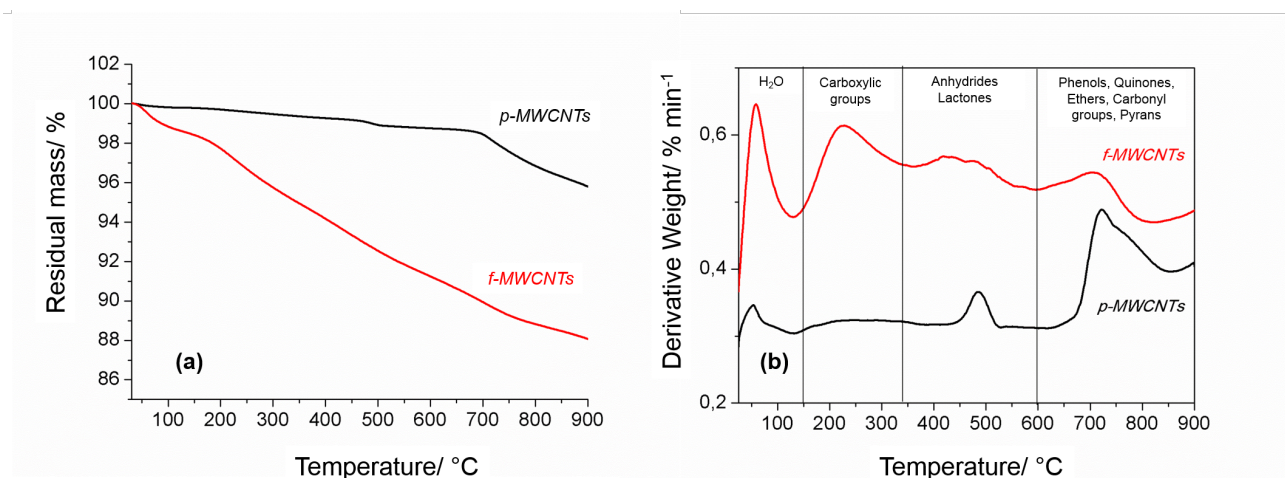 102
100
98
96
94
92
90
88
86
Residual mass/ %
p-MWCNTs
f-MWCNTs
(a)
100 200 300 400 500 600 700 800 900
Temperature/ °C
0,6
0,4
0,2
Derivative Weight/ % min⁻¹
H₂O
Carboxylic
groups
Anhydrides
Lactones
Phenols, Quinones,
Ethers, Carbonyl
groups, Pyrans
f-MWCNTs
p-MWCNTs
(b)
100 200 300 400 500 600 700 800 900
Temperature/ °C